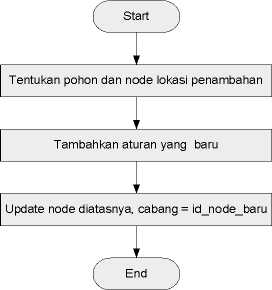 Start
Tentukan pohon dan node lokasi penambahan
Tambahkan aturan yang baru
Update node diatasnya, cabang = id_node_baru
End